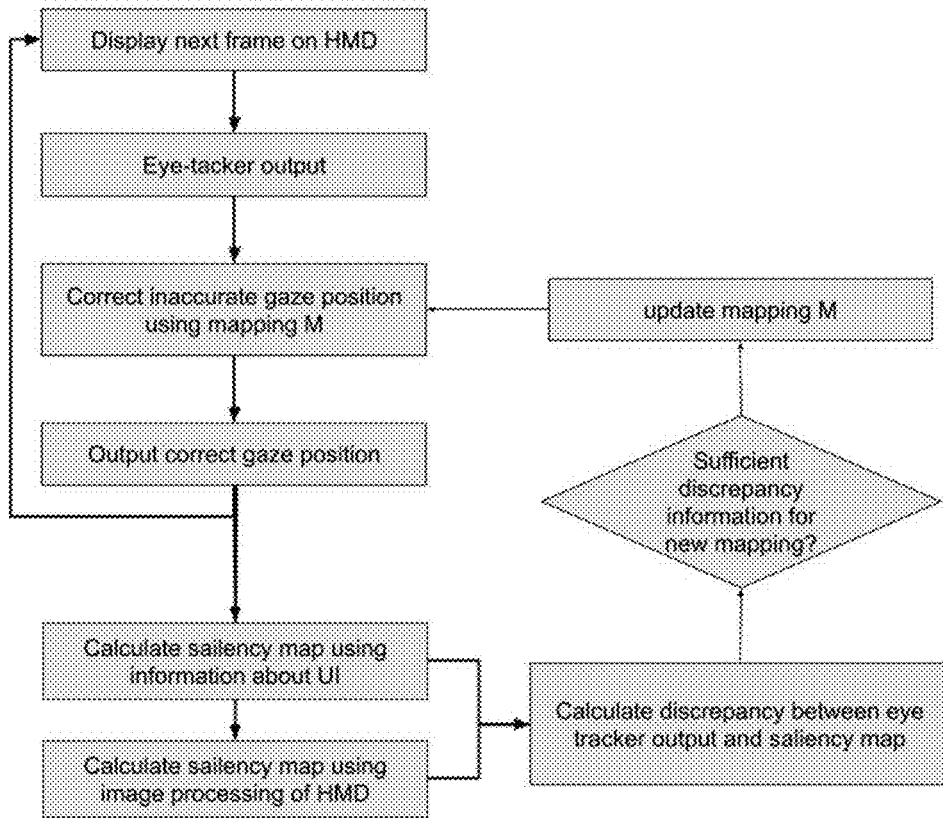 Display next frame on HMD
Eye-tacker output
Correct inaccurate gaze position
using mapping M
Output correct gaze position
Calculate sailency map using
information about UI
Calculate sailency map using
image processing of HMD
Calculate discrepancy between eye
tracker output and saliency map
Sufficient
discrepancy
information for
new mapping?
update mapping M